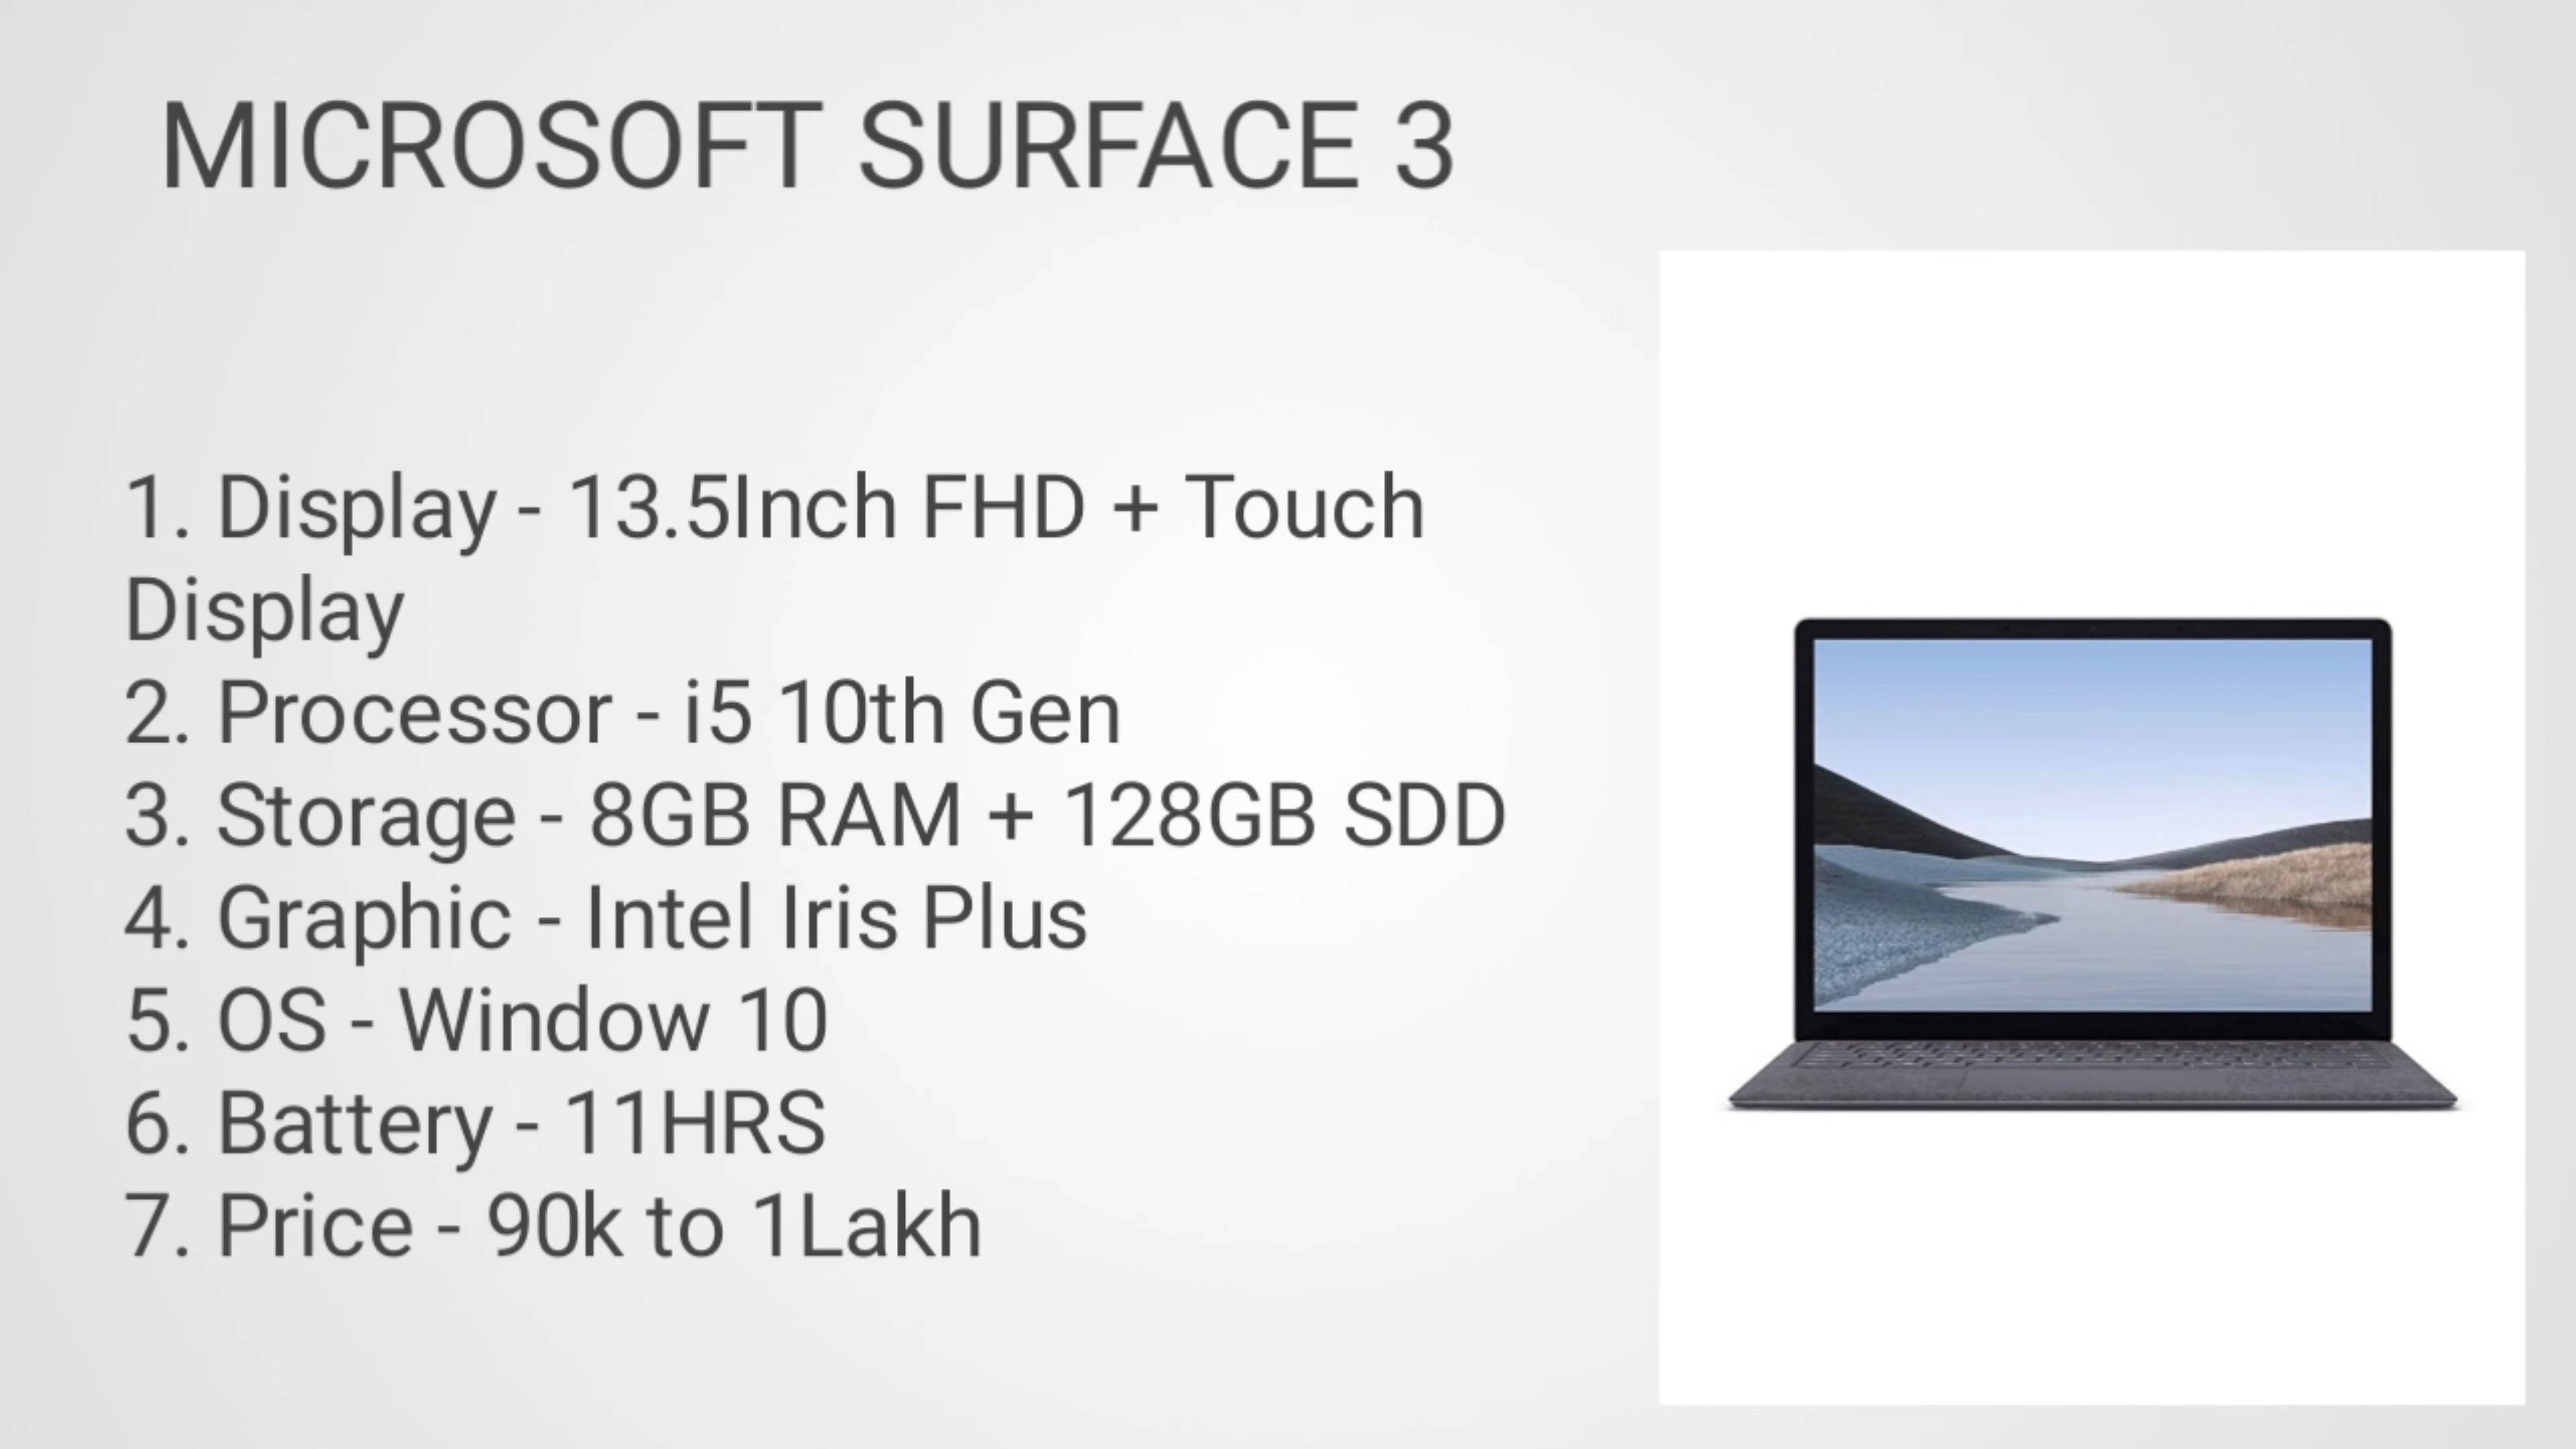 MICROSOFT SURFACE 3
1. Display - 13.5Inch FHD + Touch
Display
2. Processor - i5 10th Gen
3. Storage - 8GB RAM + 128GB SDD
4. Graphic - Intel Iris Plus
5. OS - Window 10
6. Battery - 11HRS
7. Price - 90k to 1Lakh